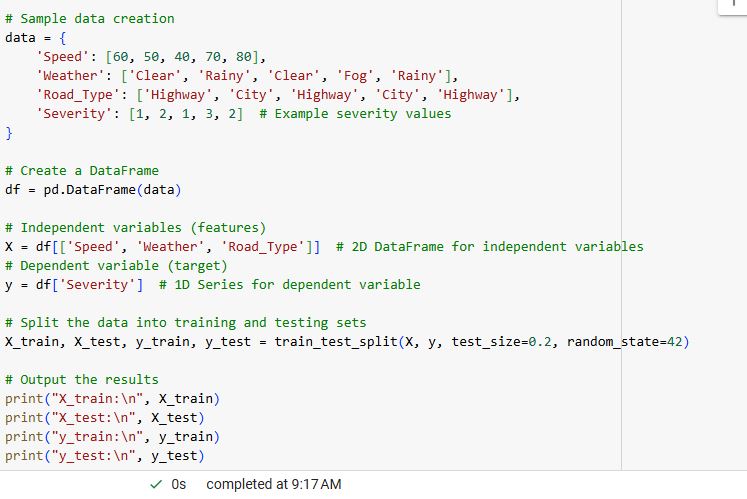 # Sample data creation
data = {
    'Speed': [60, 50, 40, 70, 80],
    'Weather': ['Clear', 'Rainy', 'Clear', 'Fog', 'Rainy'],
    'Road_Type': ['Highway', 'City', 'Highway', 'City', 'Highway'],
    'Severity': [1, 2, 1, 3, 2]  # Example severity values
}
# Create a DataFrame
df = pd.DataFrame(data)
# Independent variables (features)
X = df[['Speed', 'Weather', 'Road_Type']]  # 2D DataFrame for independent variables
# Dependent variable (target)
y = df['Severity']  # 1D Series for dependent variable
# Split the data into training and testing sets
X_train, X_test, y_train, y_test = train_test_split(X, y, test_size=0.2, random_state=42)
# Output the results
print("X_train:\n", X_train)
print("X_test:\n", X_test)
print("y_train:\n", y_train)
print("y_test:\n", y_test)
✓ 0s completed at 9:17 AM